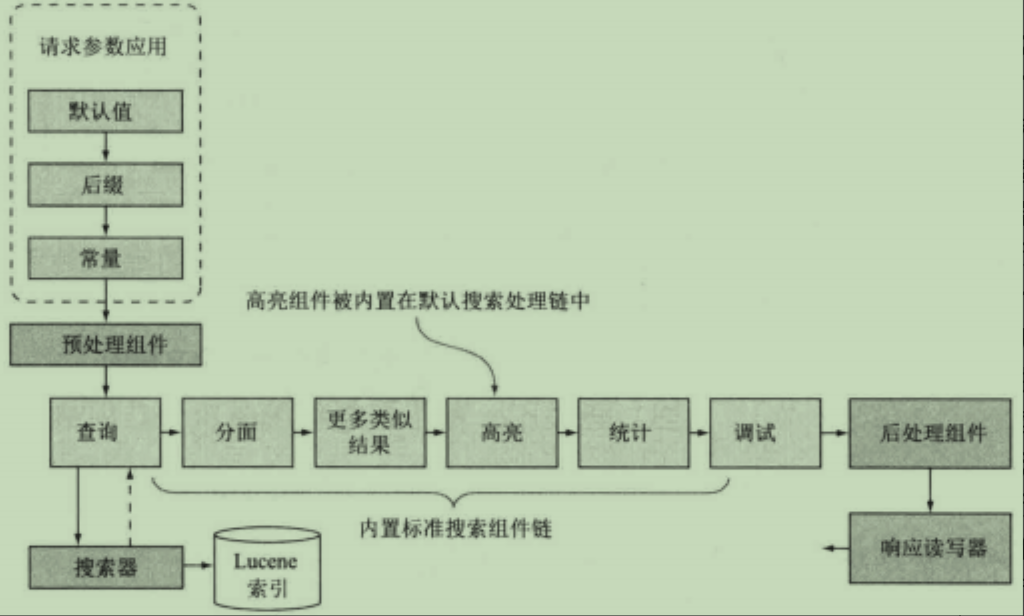 请求参数应用
默认值
后缀
常量
预处理组件
高亮组件被内置在默认搜索处理链中
查询
分面
更多类似
结果
高亮
统计
调试
后处理组件
内置标准搜索组件链
搜索器
Lucene
索引
响应读写器